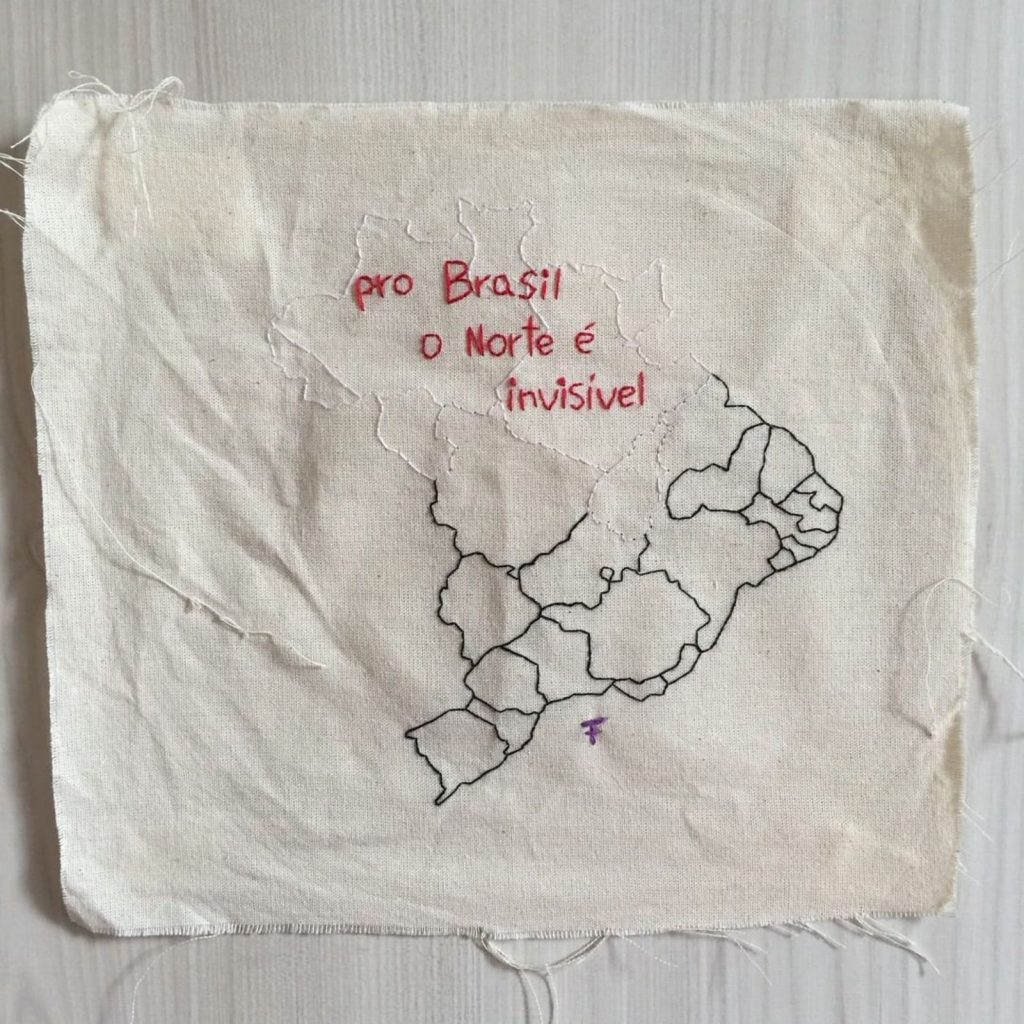 pro Brasil
o Norte é
invisível
F